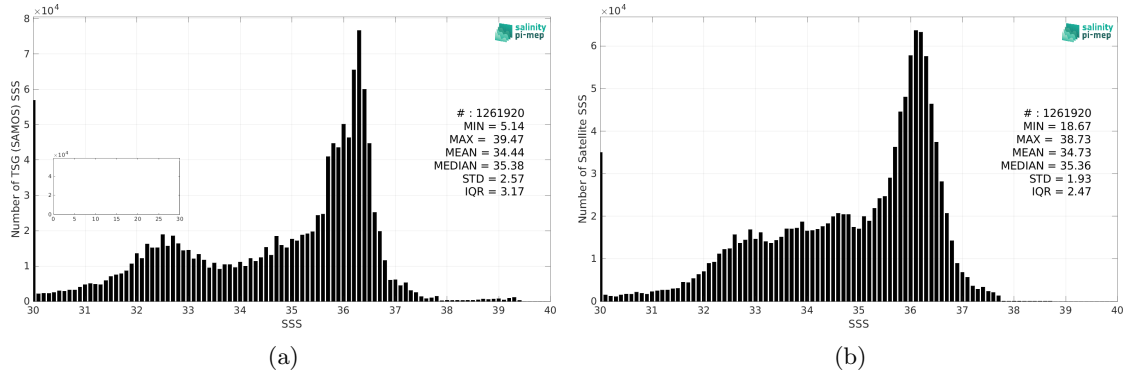 ×10⁴
8
7
6
5
4
3
2
1
0
Number of TSG (SAMOS) SSS
×10⁴
4
2
0
0 5 10 15 20 25 30
salinity
pi-mep
# : 1261920
MIN = 5.14
MAX = 39.47
MEAN = 34.44
MEDIAN = 35.38
STD = 2.57
IQR = 3.17
30 31 32 33 34 35 36 37 38 39 40
SSS
(a)
×10⁴
6
5
4
3
2
1
0
Number of Satellite SSS
salinity
pi-mep
# : 1261920
MIN = 18.67
MAX = 38.73
MEAN = 34.73
MEDIAN = 35.36
STD = 1.93
IQR = 2.47
30 31 32 33 34 35 36 37 38 39 40
SSS
(b)